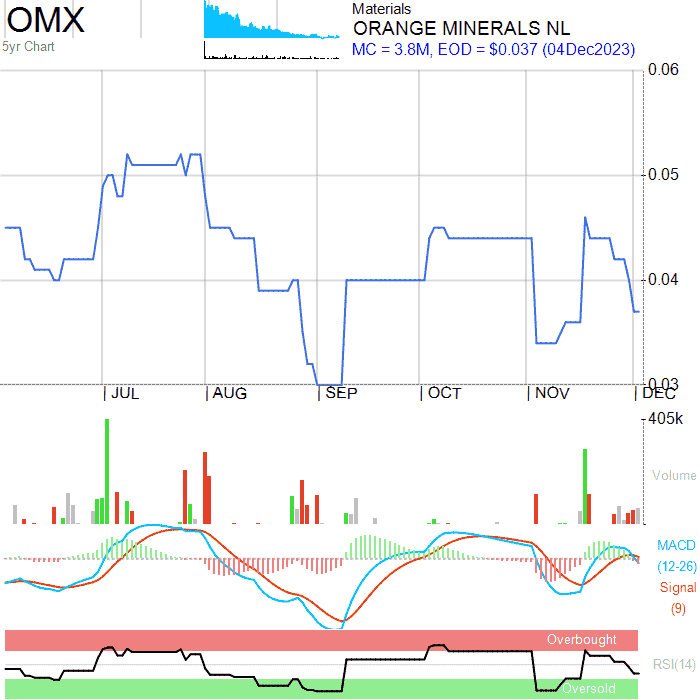 OMX
5yr Chart
Materials
ORANGE MINERALS NL
MC = 3.8M, EOD = $0.037 (04Dec2023)
0.06
0.05
0.04
0.03
| JUL | AUG | SEP | OCT | NOV | DEC
405k
Volume
MACD
(12-26)
Signal
(9)
Overbought
RSI(14)
Oversold